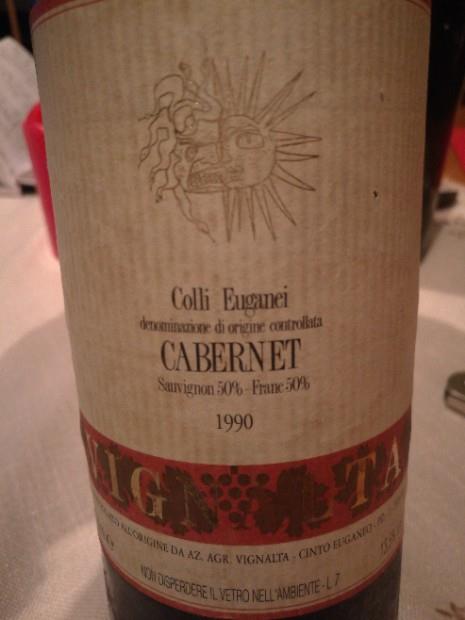 Colli Euganei
denominazione di origine controllata
CABERNET
Sauvignon 50% - Franc 50%
1990
VIGNALTA
ALL'ORIGINE DA AZ. AGR. VIGNALTA - CINTO EUGANEO - PD
NON DISPERDERE IL VETRO NELL'AMBIENTE - L 7